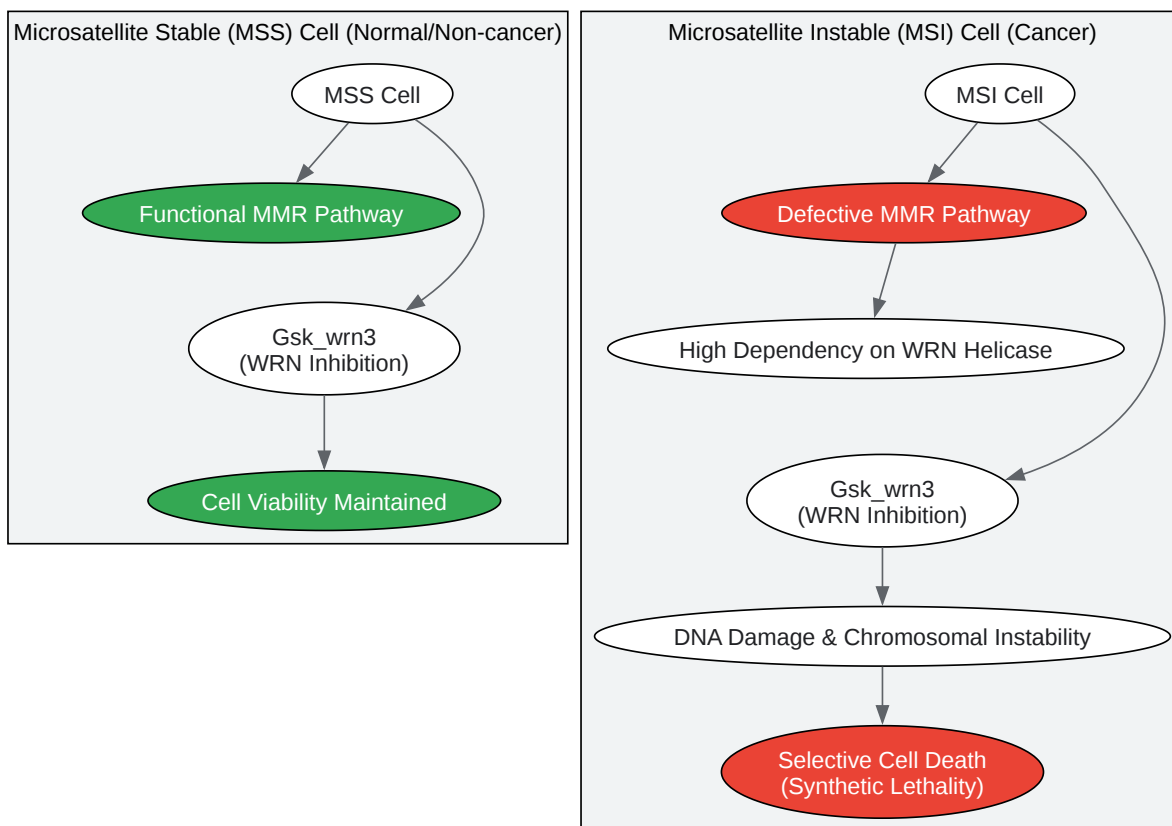 Microsatellite Stable (MSS) Cell (Normal/Non-cancer)
MSS Cell
Functional MMR Pathway
Gsk_wrn3
(WRN Inhibition)
Cell Viability Maintained
Microsatellite Instable (MSI) Cell (Cancer)
MSI Cell
Defective MMR Pathway
High Dependency on WRN Helicase
Gsk_wrn3
(WRN Inhibition)
DNA Damage & Chromosomal Instability
Selective Cell Death
(Synthetic Lethality)